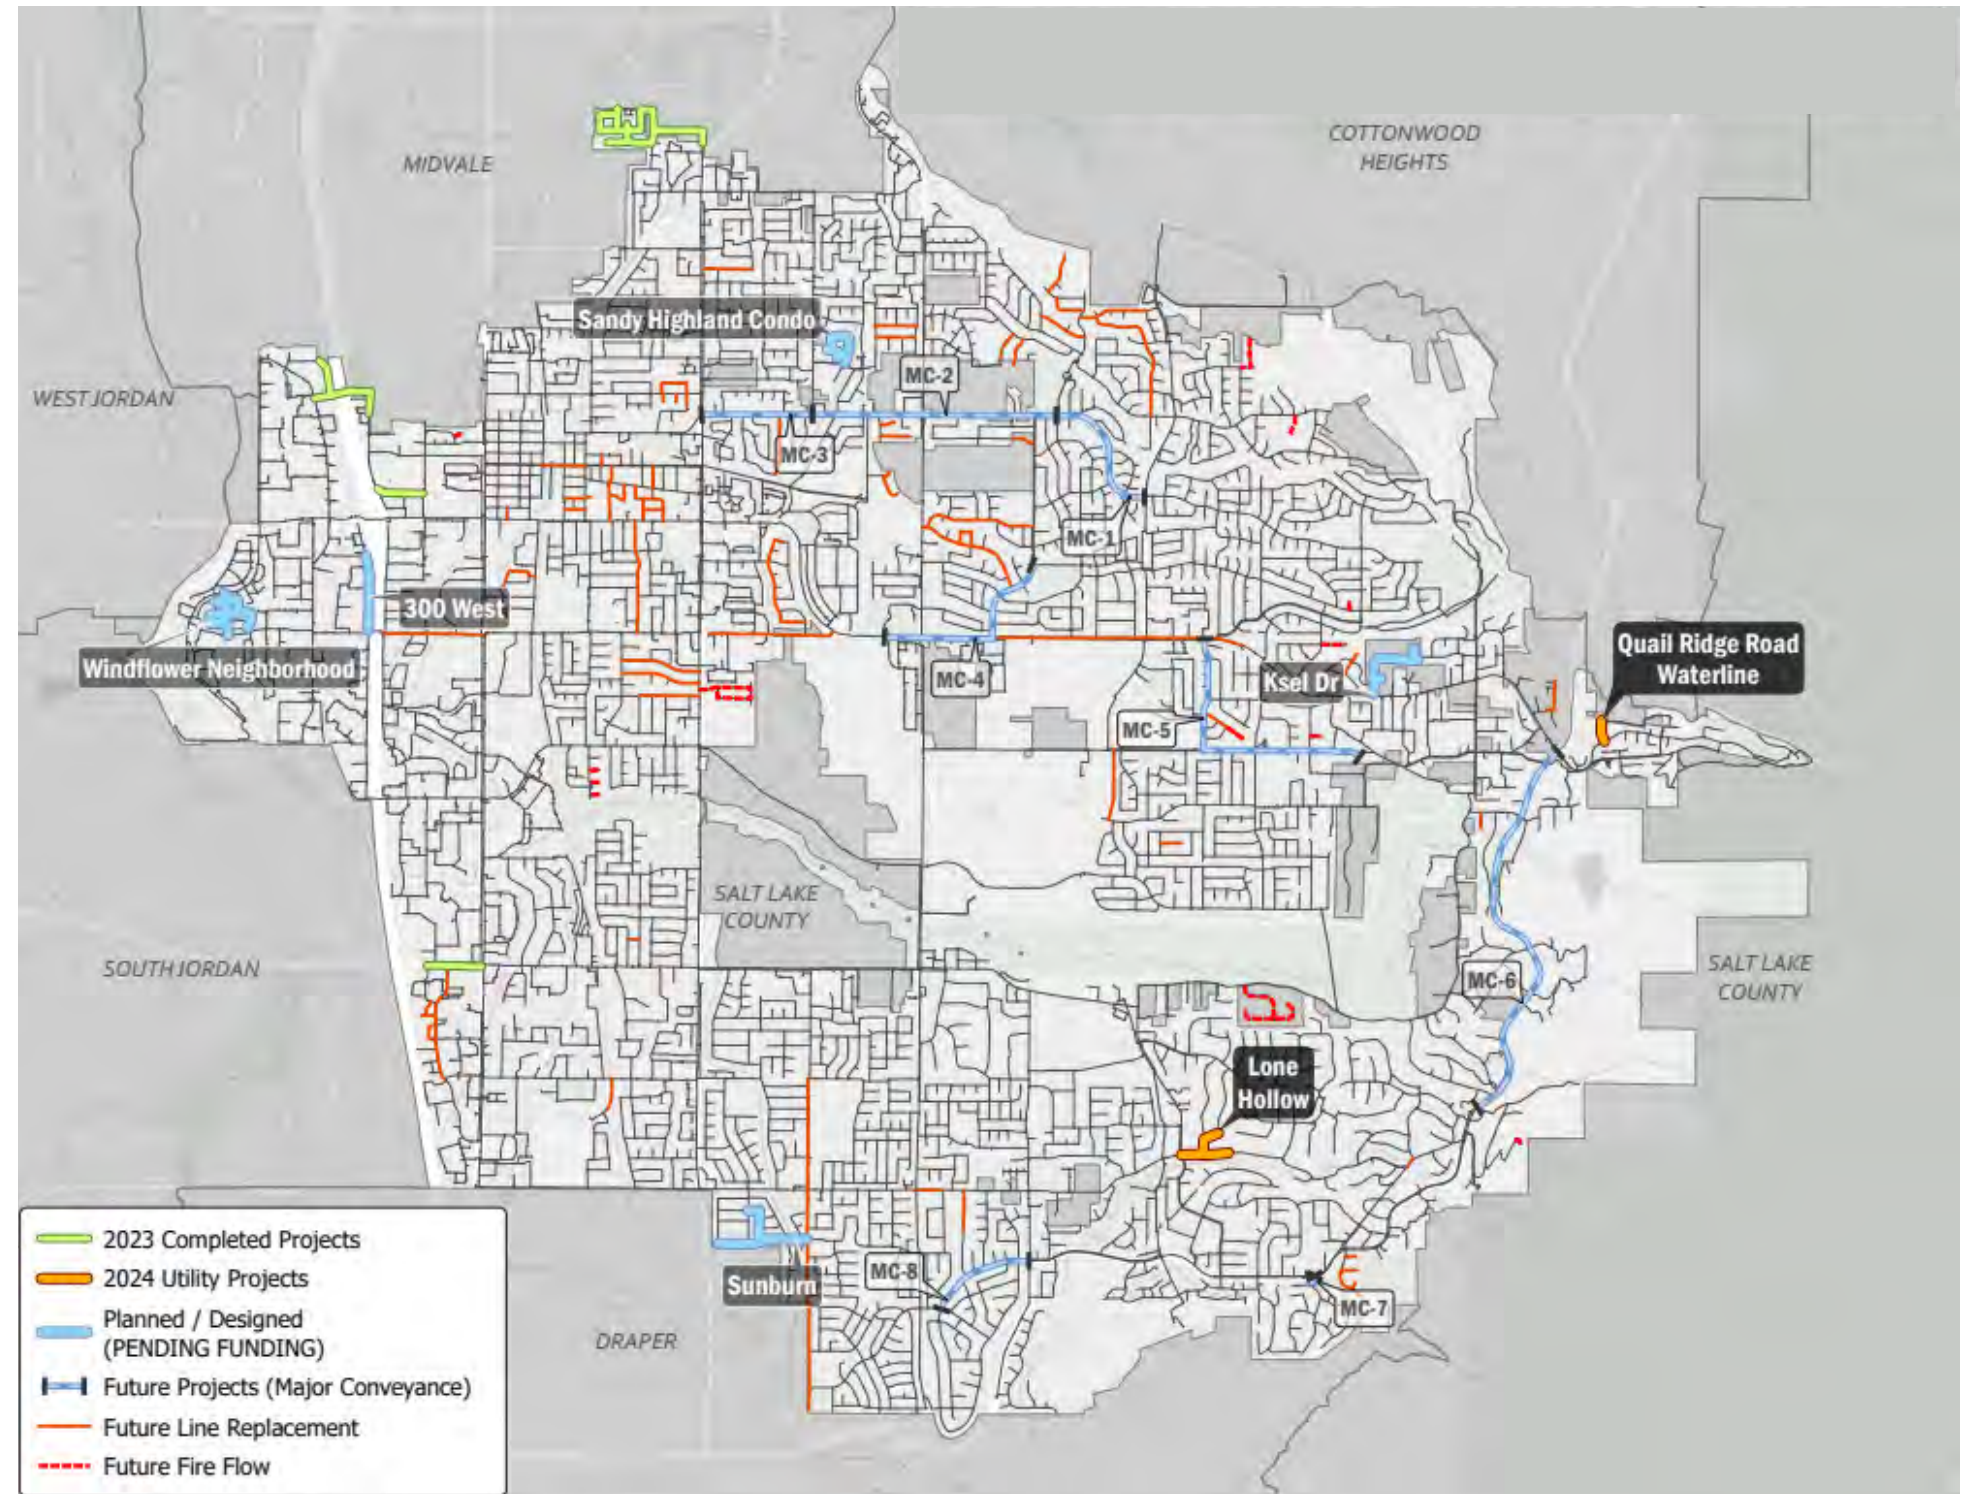 COTTONWOOD
HEIGHTS
MIDVALE
Sandy Highland Condo
MC-2
WEST JORDAN
MC-3
MC-1
300 West
Windflower Neighborhood
Quail Ridge Road
Waterline
MC-4
Ksel Dr
MC-5
SALT LAKE
COUNTY
SOUTH JORDAN
MC-6
SALT LAKE
COUNTY
Lone
Hollow
MC-8
Sunburn
MC-7
DRAPER
2023 Completed Projects
2024 Utility Projects
Planned / Designed
(PENDING FUNDING)
Future Projects (Major Conveyance)
Future Line Replacement
Future Fire Flow